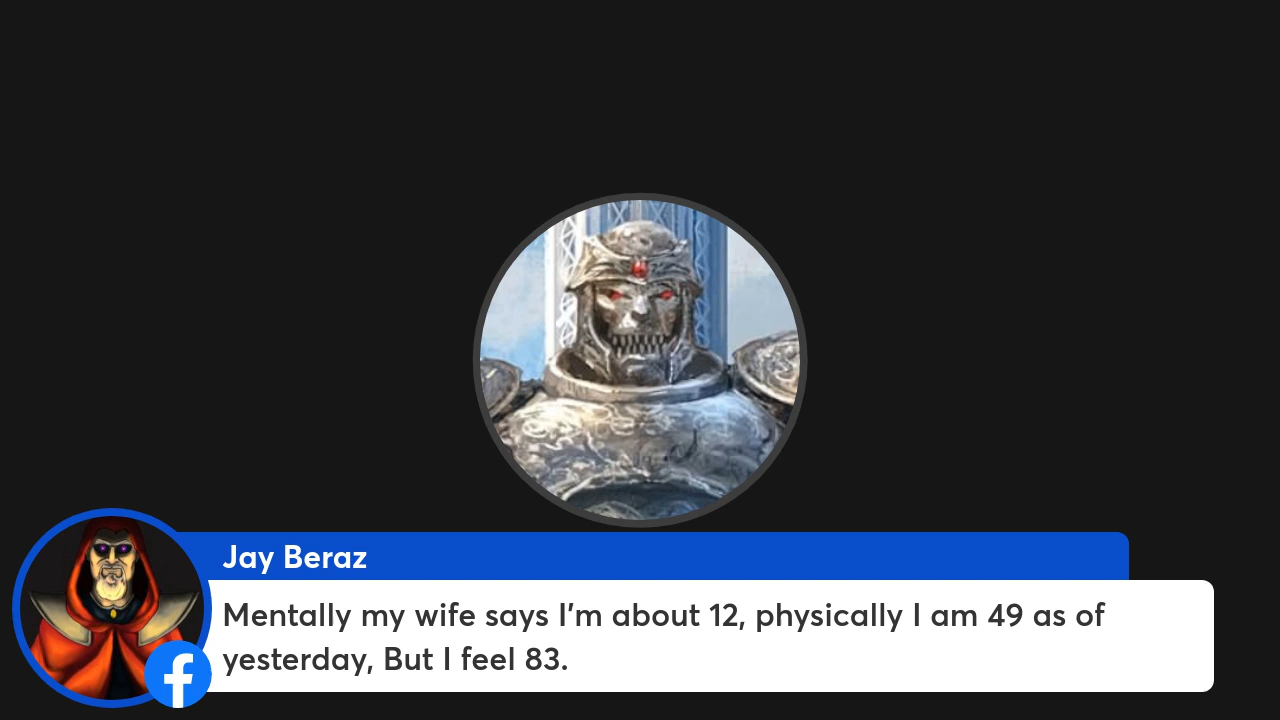 Jay Beraz
Mentally my wife says I'm about 12, physically I am 49 as of
yesterday, But I feel 83.